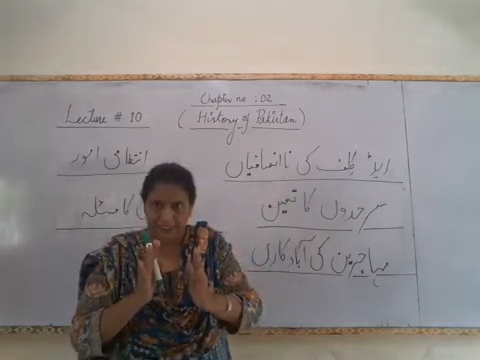 Chapter no : 02
Lecture # 10
( History of Pakistan )
ریڈ کلف کی ناانصافیاں
انتظامی امور
سرحدوں کا تعین
کا مسئلہ
مہاجرین کی آبادکاری